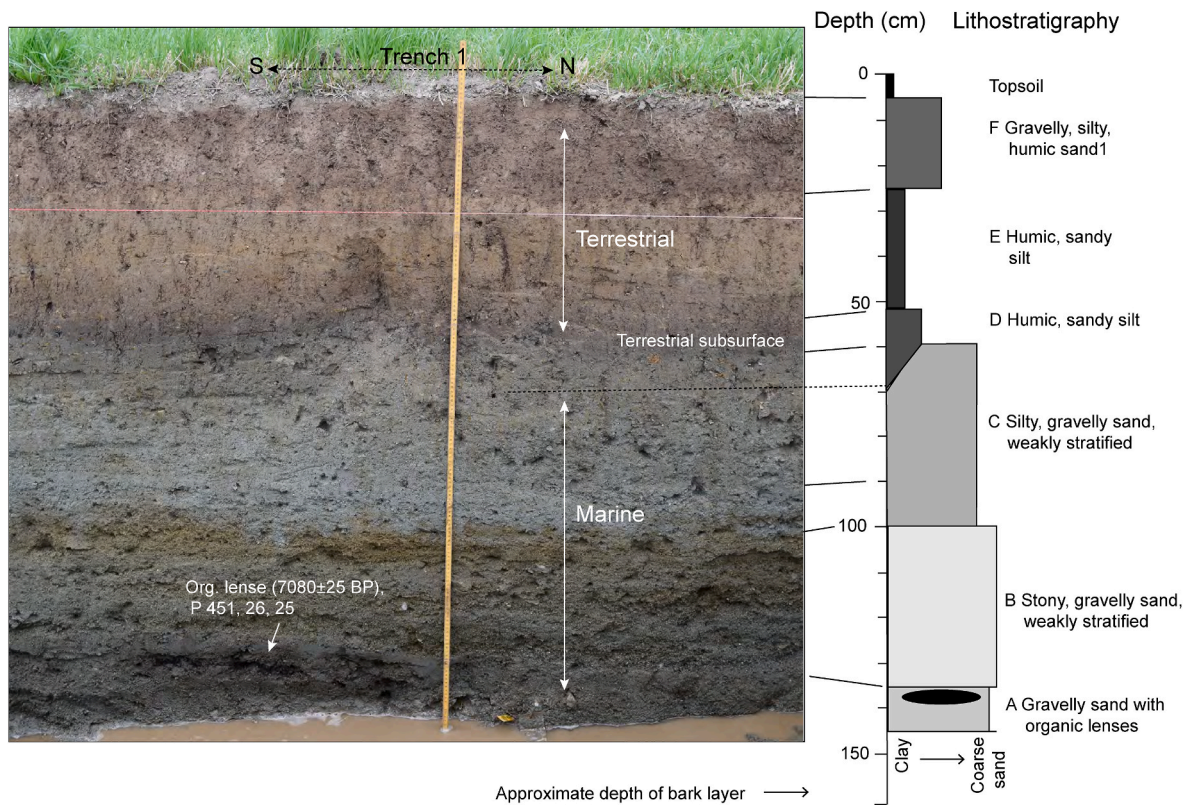 Depth (cm) Lithostratigraphy
S Trench 1 N
0
Topsoil
F Gravelly, silty,
humic sand1
Terrestrial
E Humic, sandy
silt
50
D Humic, sandy silt
Terrestrial subsurface
C Silty, gravelly sand,
weakly stratified
Marine
100
Org. lense (7080±25 BP),
P 451, 26, 25
B Stony, gravelly sand,
weakly stratified
A Gravelly sand with
organic lenses
150
Clay
Coarse
sand
Approximate depth of bark layer